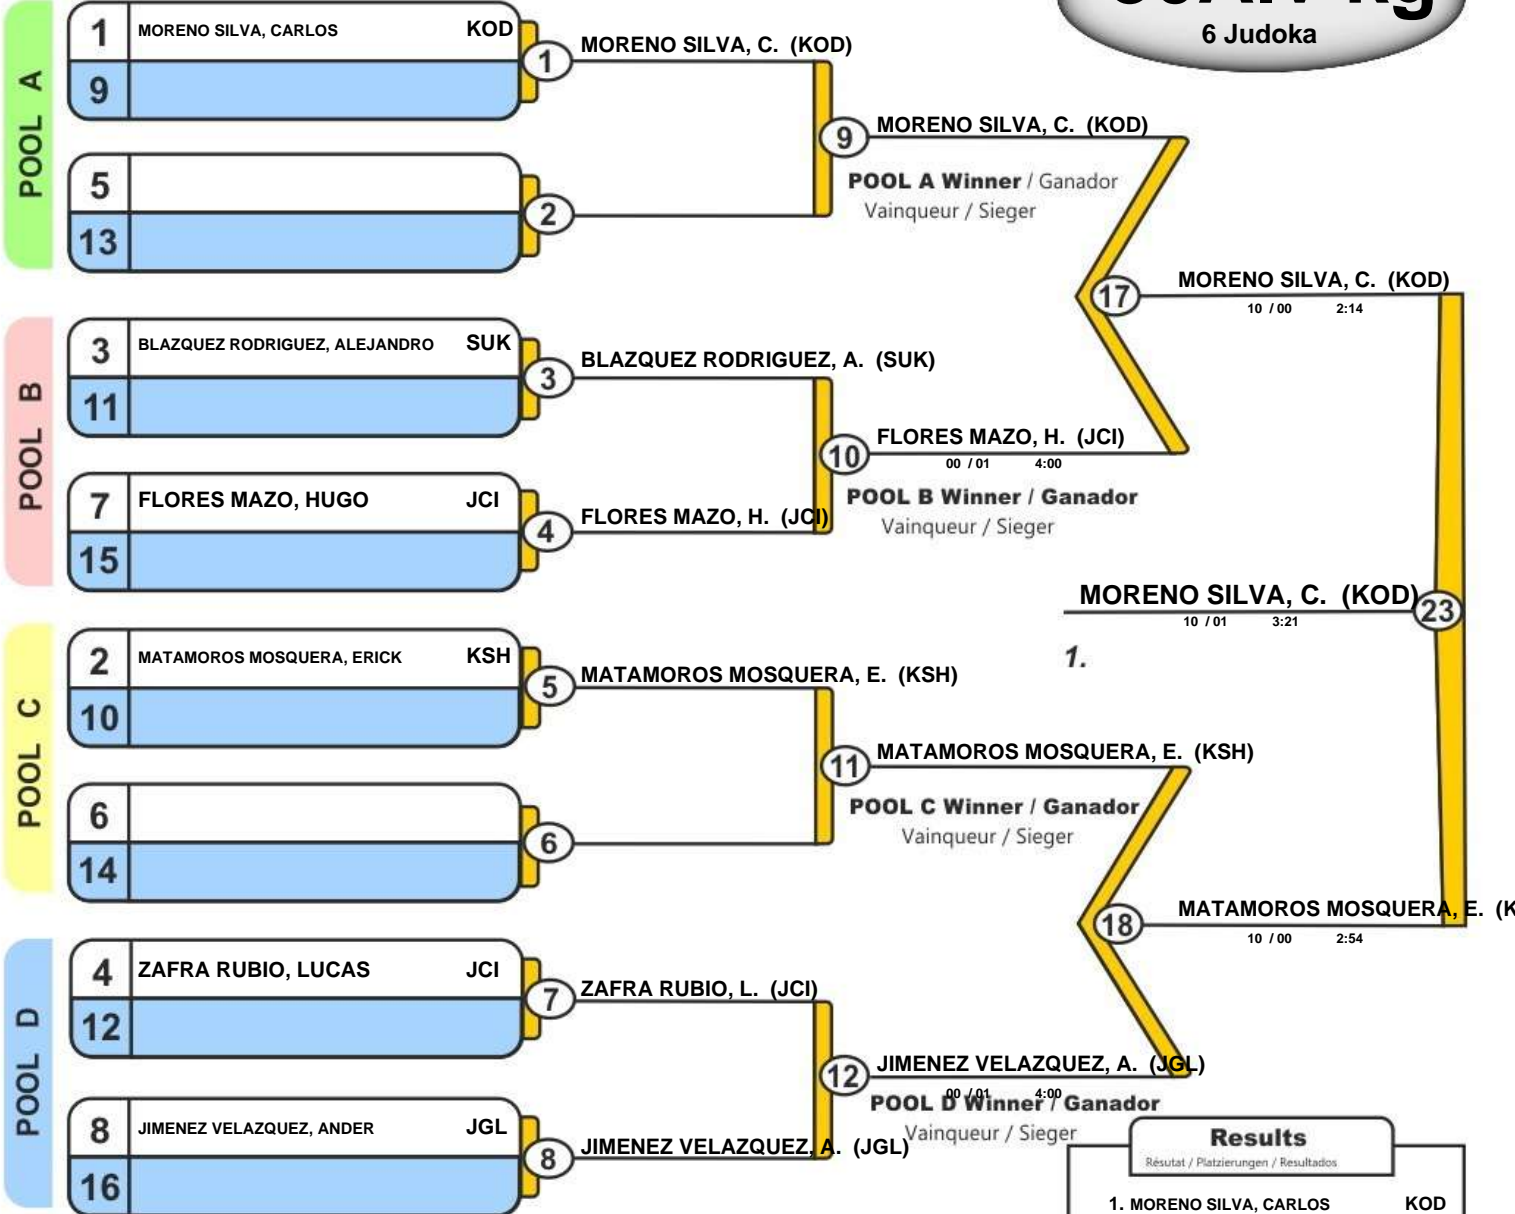 6 Judoka
POOL A
1 MORENO SILVA, CARLOS KOD
9
5
13
1
MORENO SILVA, C. (KOD)
2
9
MORENO SILVA, C. (KOD)
POOL A Winner / Ganador
Vainqueur / Sieger
POOL B
3 BLAZQUEZ RODRIGUEZ, ALEJANDRO SUK
11
7 FLORES MAZO, HUGO JCI
15
3
BLAZQUEZ RODRIGUEZ, A. (SUK)
4
FLORES MAZO, H. (JCI)
10
FLORES MAZO, H. (JCI)
00 / 01 4:00
POOL B Winner / Ganador
Vainqueur / Sieger
17
MORENO SILVA, C. (KOD)
10 / 00 2:14
MORENO SILVA, C. (KOD)
23
10 / 01 3:21
1.
POOL C
2 MATAMOROS MOSQUERA, ERICK KSH
10
6
14
5
MATAMOROS MOSQUERA, E. (KSH)
6
11
MATAMOROS MOSQUERA, E. (KSH)
POOL C Winner / Ganador
Vainqueur / Sieger
18
MATAMOROS MOSQUERA, E. (K
10 / 00 2:54
POOL D
4 ZAFRA RUBIO, LUCAS JCI
12
8 JIMENEZ VELAZQUEZ, ANDER JGL
16
7
ZAFRA RUBIO, L. (JCI)
8
JIMENEZ VELAZQUEZ, A. (JGL)
12
JIMENEZ VELAZQUEZ, A. (JGL)
00 / 01 4:00
POOL D Winner / Ganador
Vainqueur / Sieger
Results
Résutat / Platzierungen / Resultados
1. MORENO SILVA, CARLOS KOD